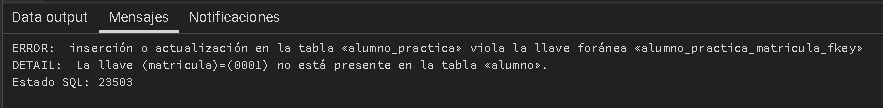 Data output Mensajes Notificaciones
ERROR:  inserción o actualización en la tabla «alumno_practica» viola la llave foránea «alumno_practica_matricula_fkey»
DETAIL:  La llave (matricula)=(0001) no está presente en la tabla «alumno».
Estado SQL: 23503